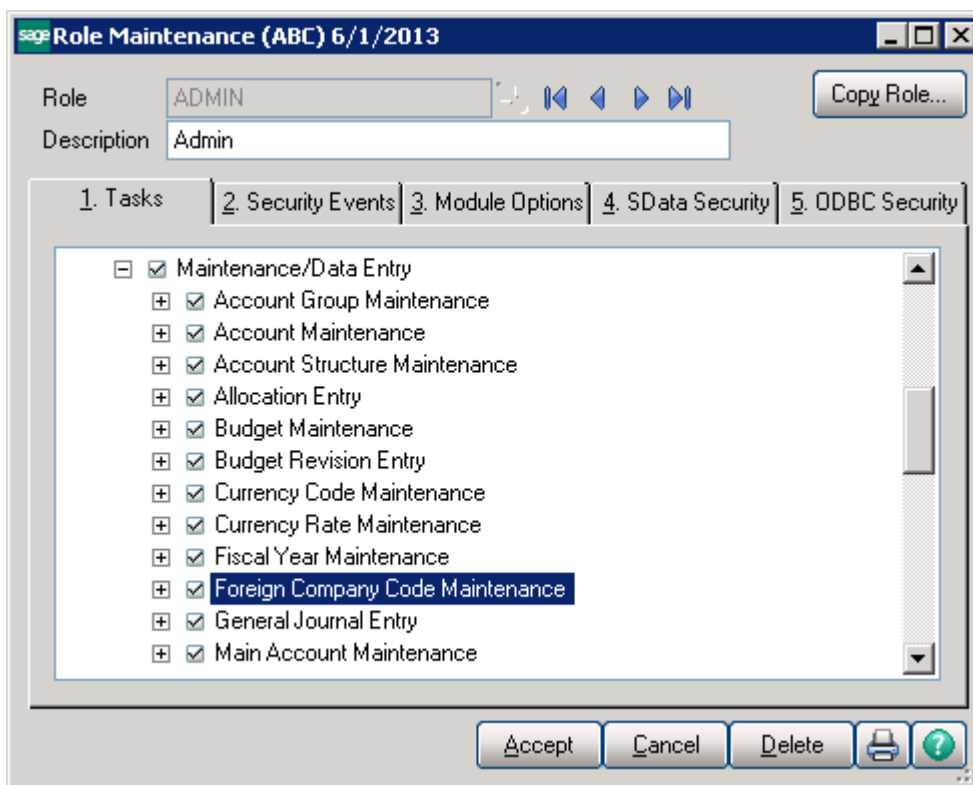 sage Role Maintenance (ABC) 6/1/2013
Role ADMIN Copy Role...
Description Admin
1. Tasks 2. Security Events 3. Module Options 4. SData Security 5. ODBC Security
Maintenance/Data Entry
Account Group Maintenance
Account Maintenance
Account Structure Maintenance
Allocation Entry
Budget Maintenance
Budget Revision Entry
Currency Code Maintenance
Currency Rate Maintenance
Fiscal Year Maintenance
Foreign Company Code Maintenance
General Journal Entry
Main Account Maintenance
Accept Cancel Delete ?